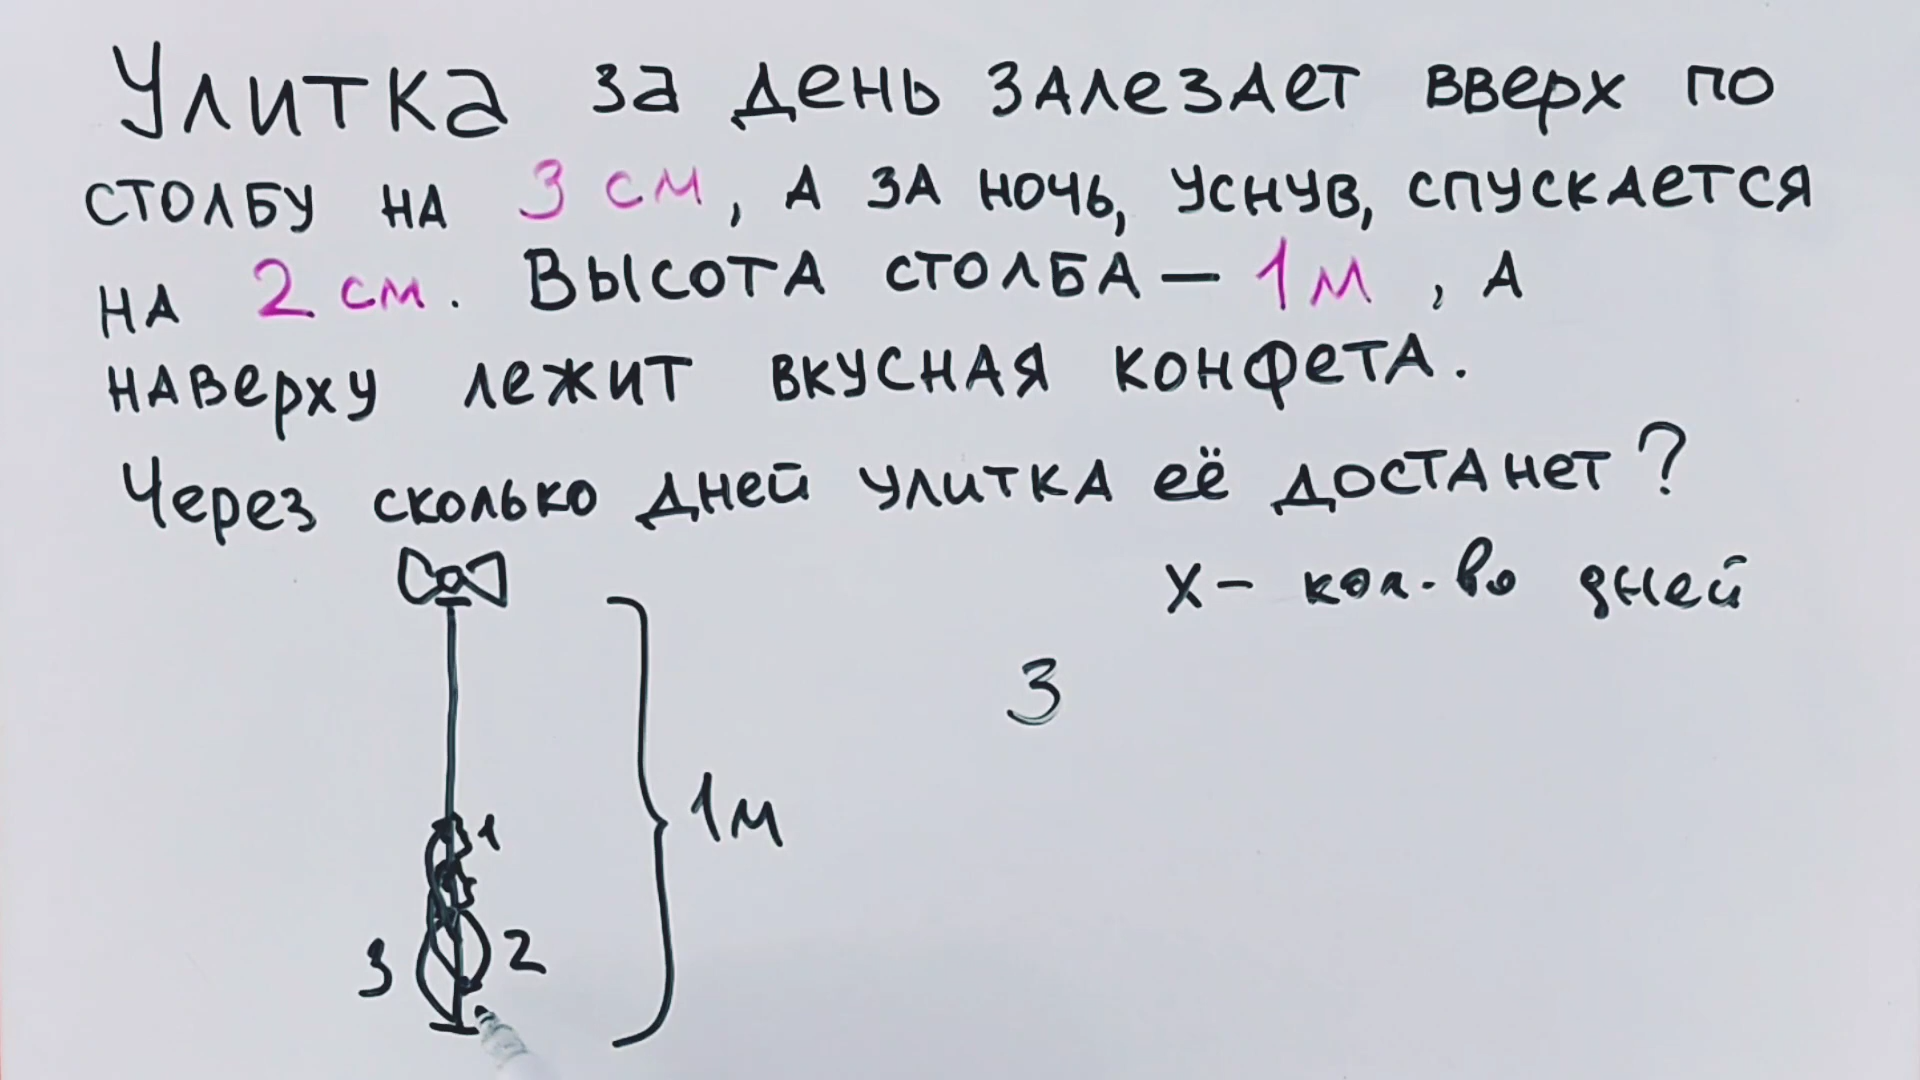 Улитка за день залезает вверх по
столбу на 3 см, а за ночь, уснув, спускается
на 2 см. Высота столба — 1 м, а
наверху лежит вкусная конфета.
Через сколько дней улитка её достанет?
x - кол-во дней
3
1м
1
3 2